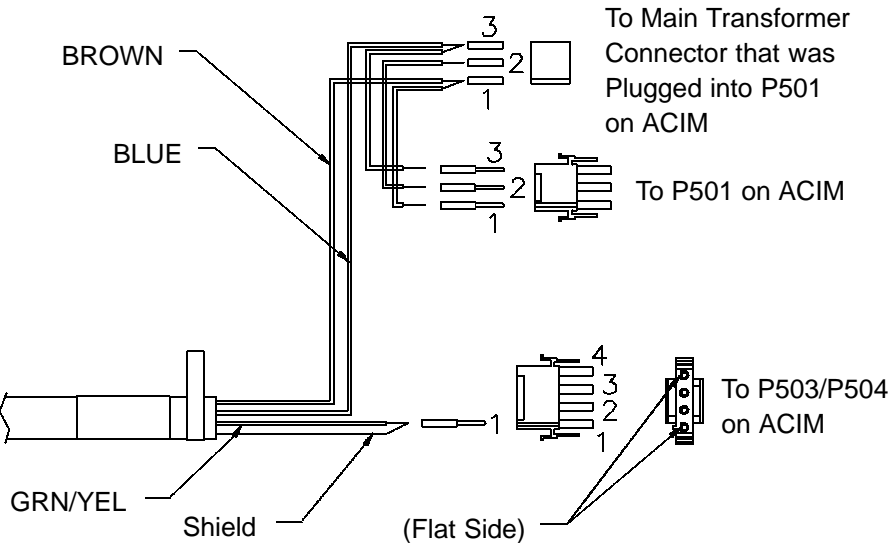 BROWN
BLUE
3
2
1
To Main Transformer
Connector that was
Plugged into P501
on ACIM
3
2
1
To P501 on ACIM
1
4
3
2
1
To P503/P504
on ACIM
GRN/YEL
Shield
(Flat Side)